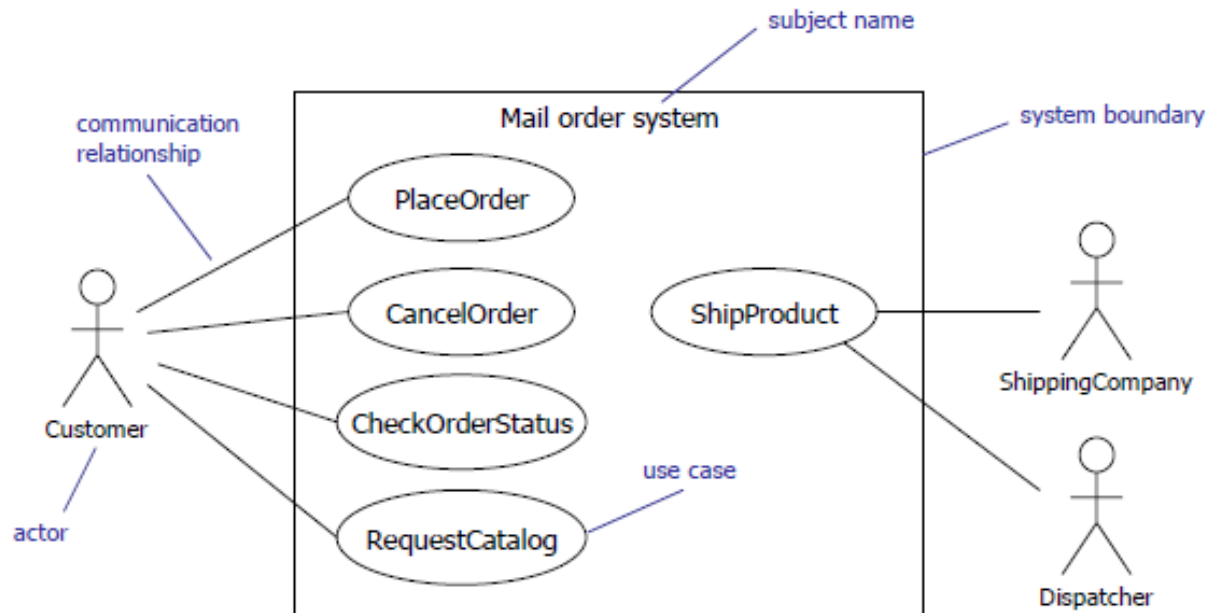 subject name
Mail order system
communication
relationship
system boundary
PlaceOrder
CancelOrder
ShipProduct
ShippingCompany
CheckOrderStatus
Customer
use case
RequestCatalog
actor
Dispatcher